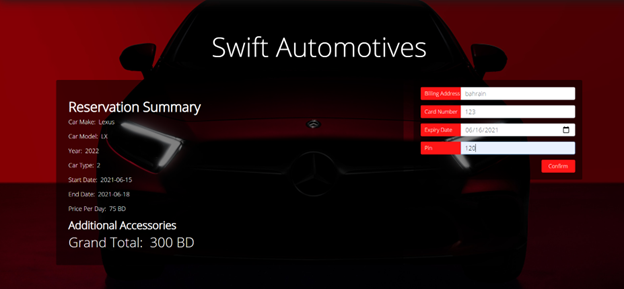 Swift Automotives
Reservation Summary
Car Make: Lexus
Car Model: LX
Year: 2022
Car Type: 2
Start Date: 2021-06-15
End Date: 2021-06-18
Price Per Day: 75 BD
Additional Accessories
Grand Total: 300 BD
Billing Address bahrain
Card Number 123
Expiry Date 06/16/2021
Pin 120
Confirm